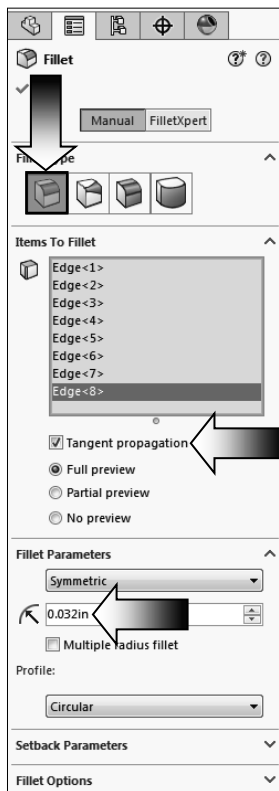 Fillet
Manual FilletXpert
Items To Fillet
Edge<1>
Edge<2>
Edge<3>
Edge<4>
Edge<5>
Edge<6>
Edge<7>
Edge<8>
Tangent propagation
Full preview
Partial preview
No preview
Fillet Parameters
Symmetric
0.032in
Multiple radius fillet
Profile:
Circular
Setback Parameters
Fillet Options